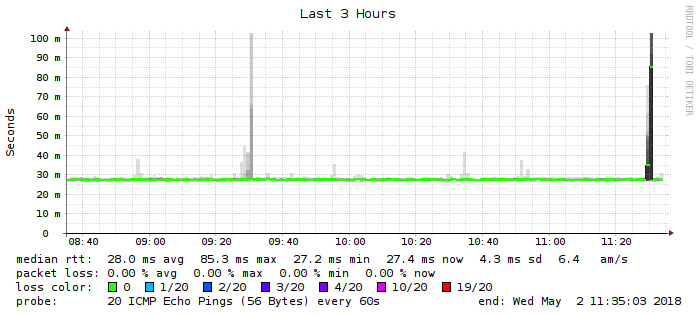 Last 3 Hours
RRDTOOL / TOBI OETIKER
Seconds
100 m
90 m
80 m
70 m
60 m
50 m
40 m
30 m
20 m
10 m
0
08:40 09:00 09:20 09:40 10:00 10:20 10:40 11:00 11:20
median rtt: 28.0 ms avg 85.3 ms max 27.2 ms min 27.4 ms now 4.3 ms sd 6.4 am/s
packet loss: 0.00 % avg 0.00 % max 0.00 % min 0.00 % now
loss color: 0 1/20 2/20 3/20 4/20 10/20 19/20
probe: 20 ICMP Echo Pings (56 Bytes) every 60s end: Wed May 2 11:35:03 2018